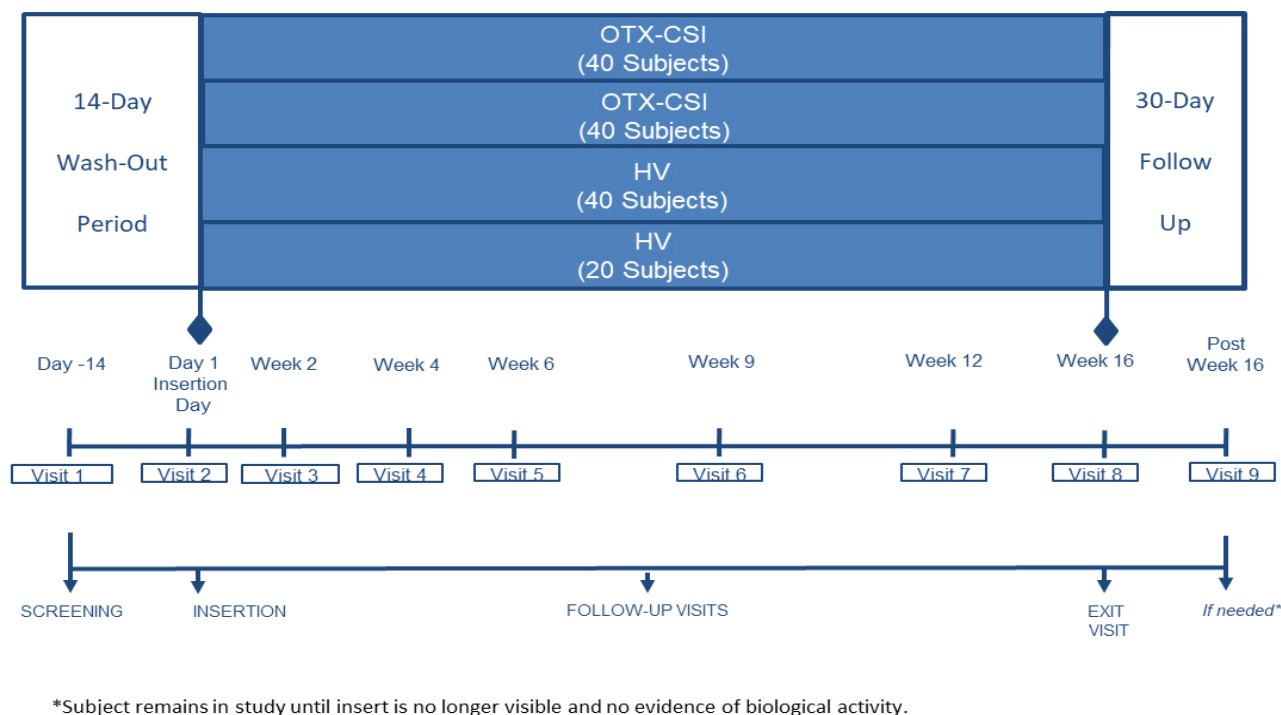 14-Day
Wash-Out
Period
OTX-CSI
(40 Subjects)
OTX-CSI
(40 Subjects)
HV
(40 Subjects)
HV
(20 Subjects)
30-Day
Follow
Up
Day -14
Day 1
Insertion
Day
Week 2
Week 4
Week 6
Week 9
Week 12
Week 16
Post
Week 16
Visit 1
Visit 2
Visit 3
Visit 4
Visit 5
Visit 6
Visit 7
Visit 8
Visit 9
SCREENING
INSERTION
FOLLOW-UP VISITS
EXIT
VISIT
If needed*
*Subject remains in study until insert is no longer visible and no evidence of biological activity.